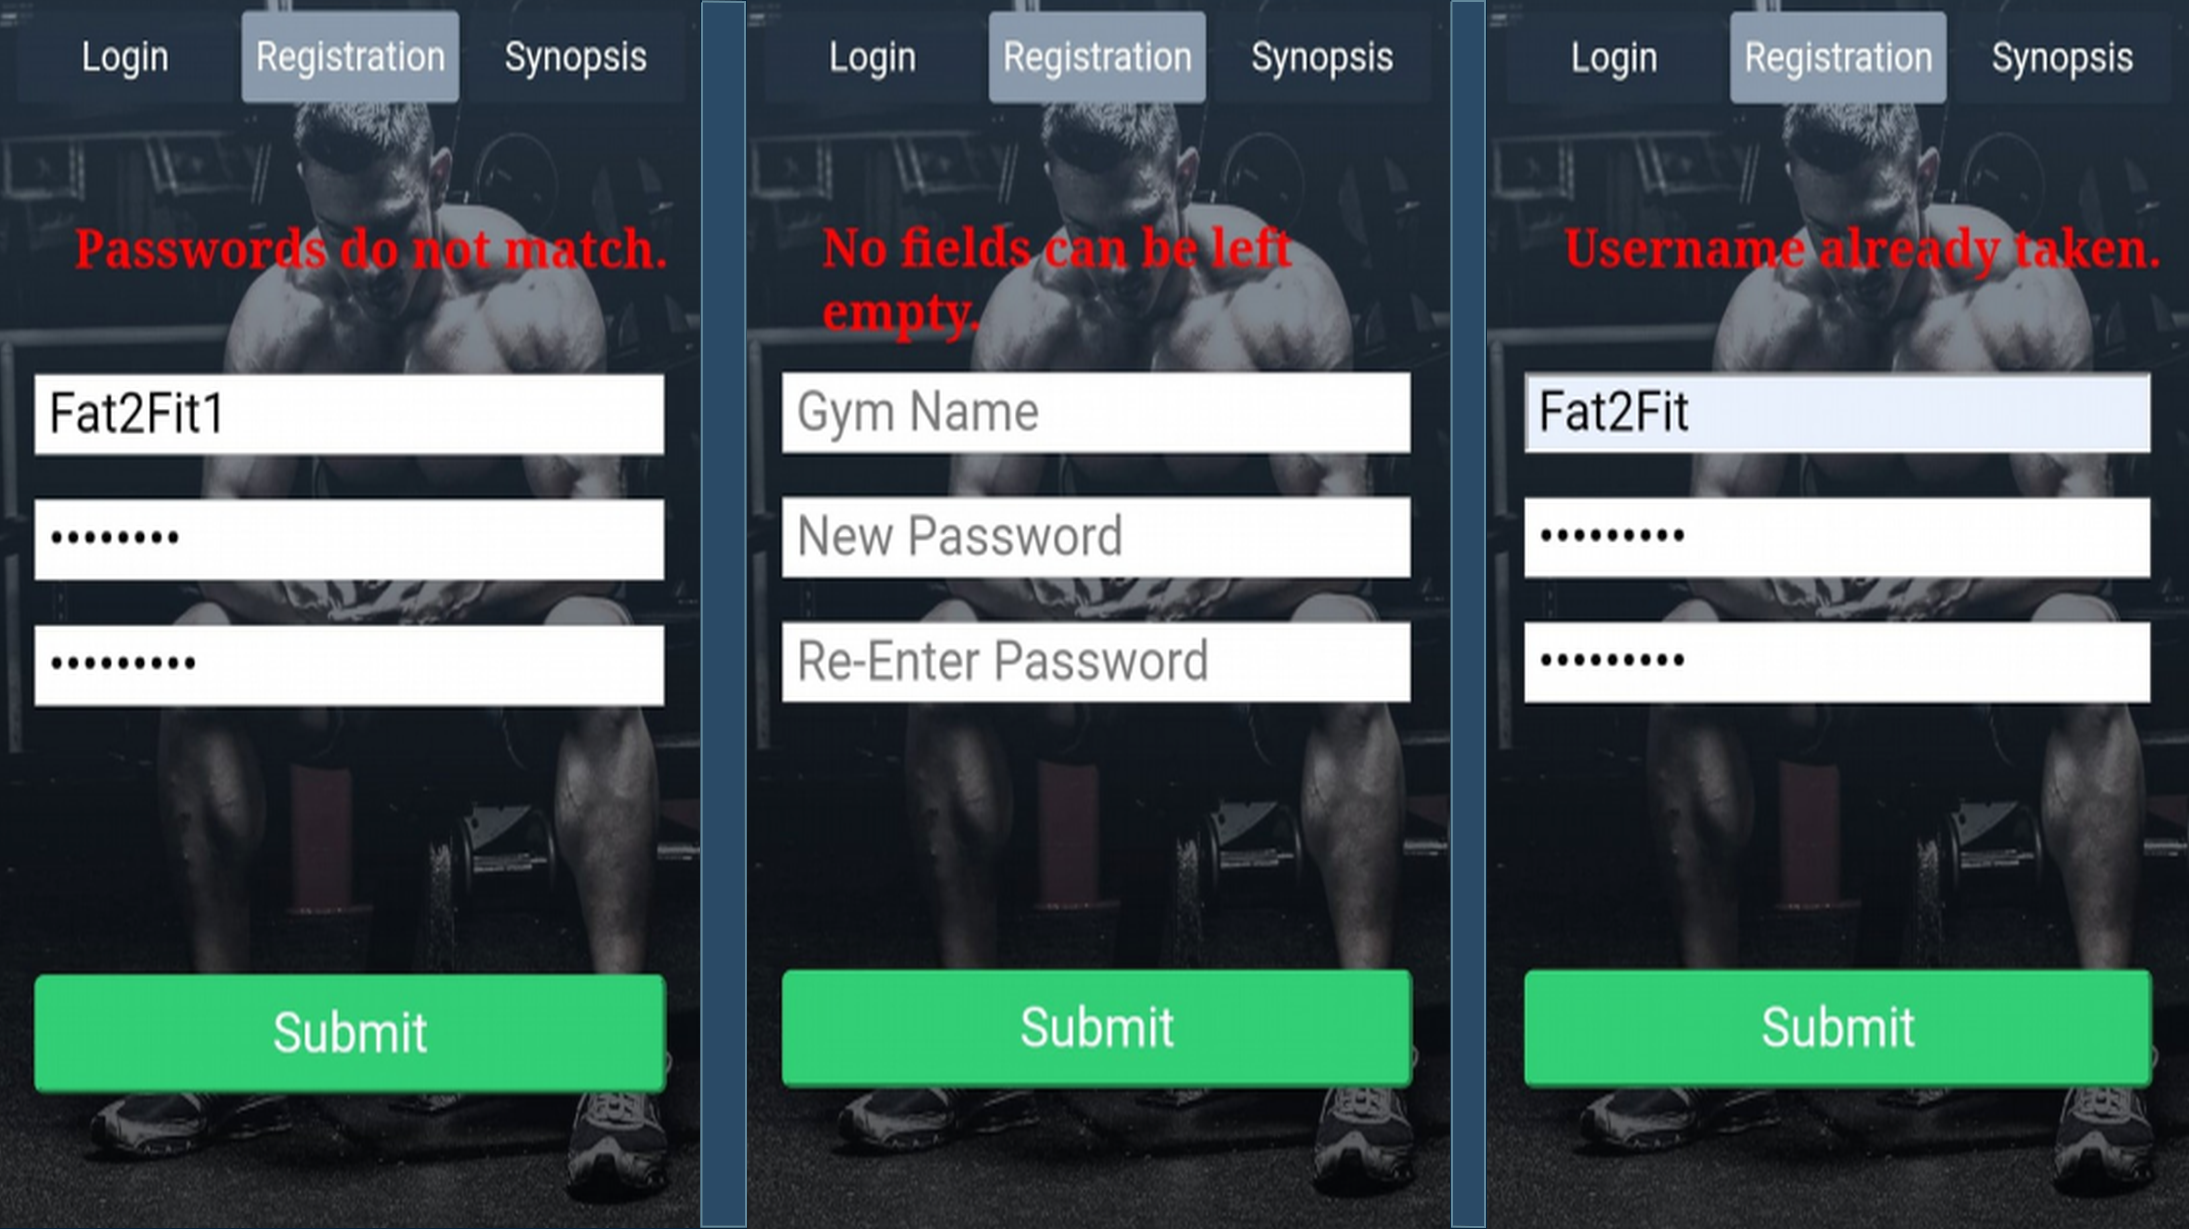 Login Registration Synopsis
Passwords do not match.
Fat2Fit1
••••••••
•••••••••
Submit
Login Registration Synopsis
No fields can be left
empty.
Gym Name
New Password
Re-Enter Password
Submit
Login Registration Synopsis
Username already taken.
Fat2Fit
•••••••••
•••••••••
Submit